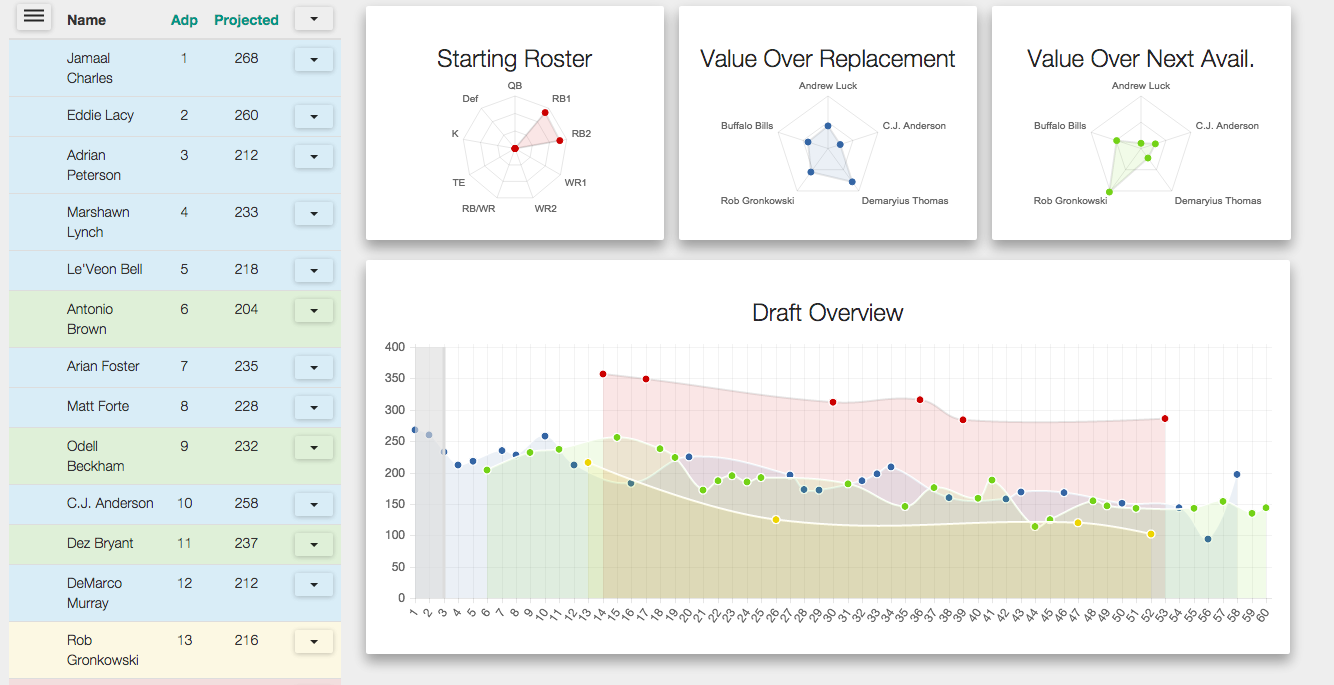 Name Adp Projected
Jamaal 1 268
Charles
Eddie Lacy 2 260
Adrian 3 212
Peterson
Marshawn 4 233
Lynch
Le'Veon Bell 5 218
Antonio 6 204
Brown
Arian Foster 7 235
Matt Forte 8 228
Odell 9 232
Beckham
C.J. Anderson 10 258
Dez Bryant 11 237
DeMarco 12 212
Murray
Rob 13 216
Gronkowski
Starting Roster
QB
Def RB1
K RB2
TE WR1
RB/WR WR2
Value Over Replacement
Andrew Luck
Buffalo Bills C.J. Anderson
Rob Gronkowski Demaryius Thomas
Value Over Next Avail.
Andrew Luck
Buffalo Bills C.J. Anderson
Rob Gronkowski Demaryius Thomas
Draft Overview
400
350
300
250
200
150
100
50
0
1 2 3 4 5 6 7 8 9 10 11 12 13 14 15 16 17 18 19 20 21 22 23 24 25 26 27 28 29 30 31 32 33 34 35 36 37 38 39 40 41 42 43 44 45 46 47 48 49 50 51 52 53 54 55 56 57 58 59 60